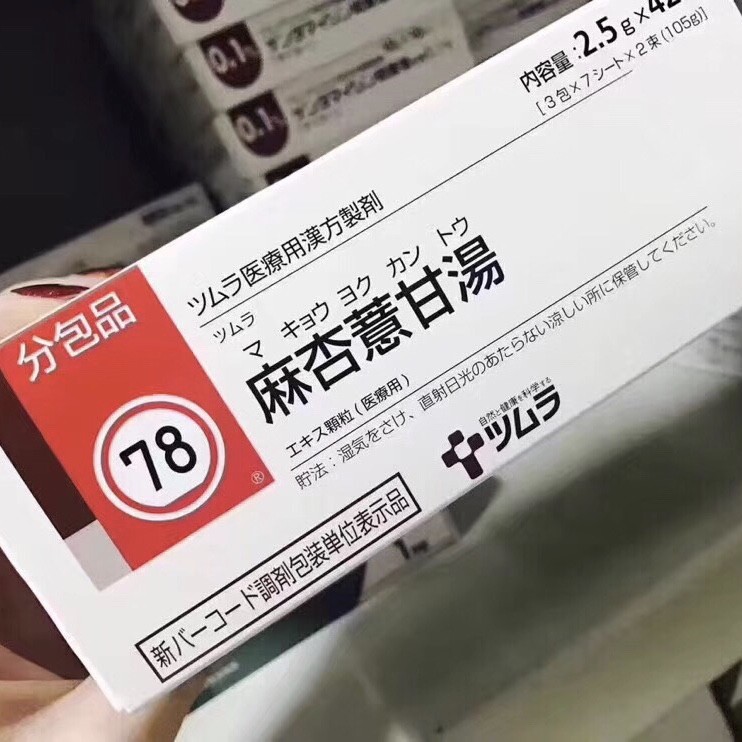 内容量:2.5g×42
[3包×7シート×2束(105g)]
分包品
78
®
ツムラ医療用漢方製剤
ツムラ
マ キョウ ヨク カン トウ
麻杏薏甘湯
エキス顆粒(医療用)
貯法:湿気をさけ、直射日光のあたらない涼しい所に保管してください。
自然と健康を科学する
ツムラ
新バーコード調剤包装単位表示品
0.1%
0.1%